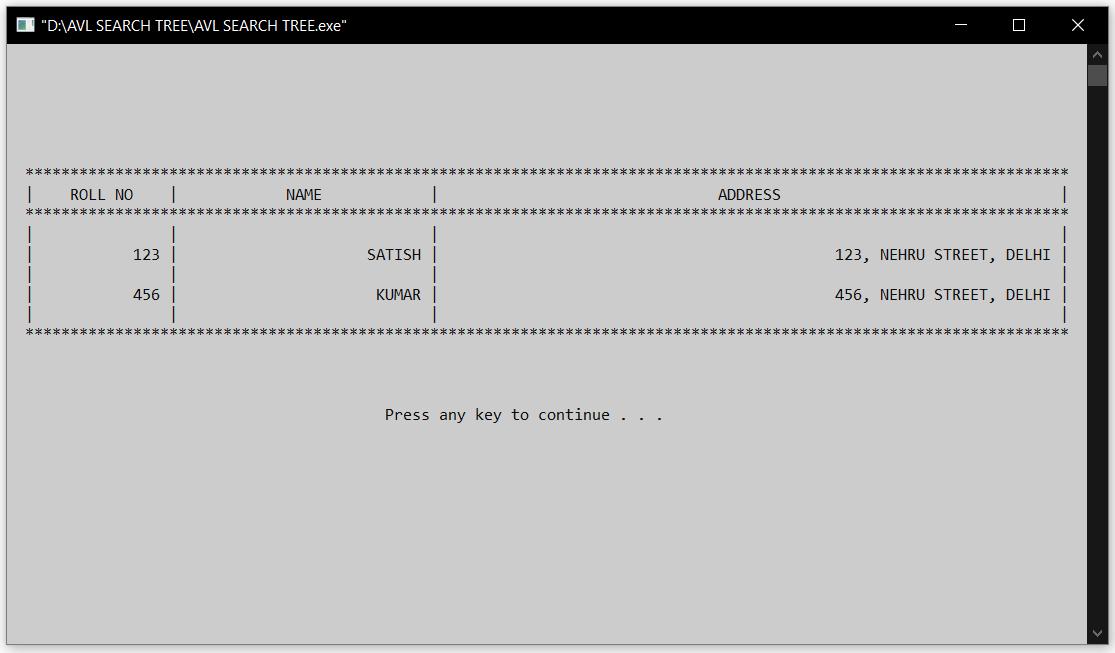 "D:\AVL SEARCH TREE\AVL SEARCH TREE.exe"
********************************************************************************************************************
|    ROLL NO    |            NAME            |                               ADDRESS                               |
********************************************************************************************************************
|               |                            |                                                                     |
|           123 |                     SATISH |                                            123, NEHRU STREET, DELHI |
|               |                            |                                                                     |
|           456 |                      KUMAR |                                            456, NEHRU STREET, DELHI |
|               |                            |                                                                     |
********************************************************************************************************************
Press any key to continue . . .